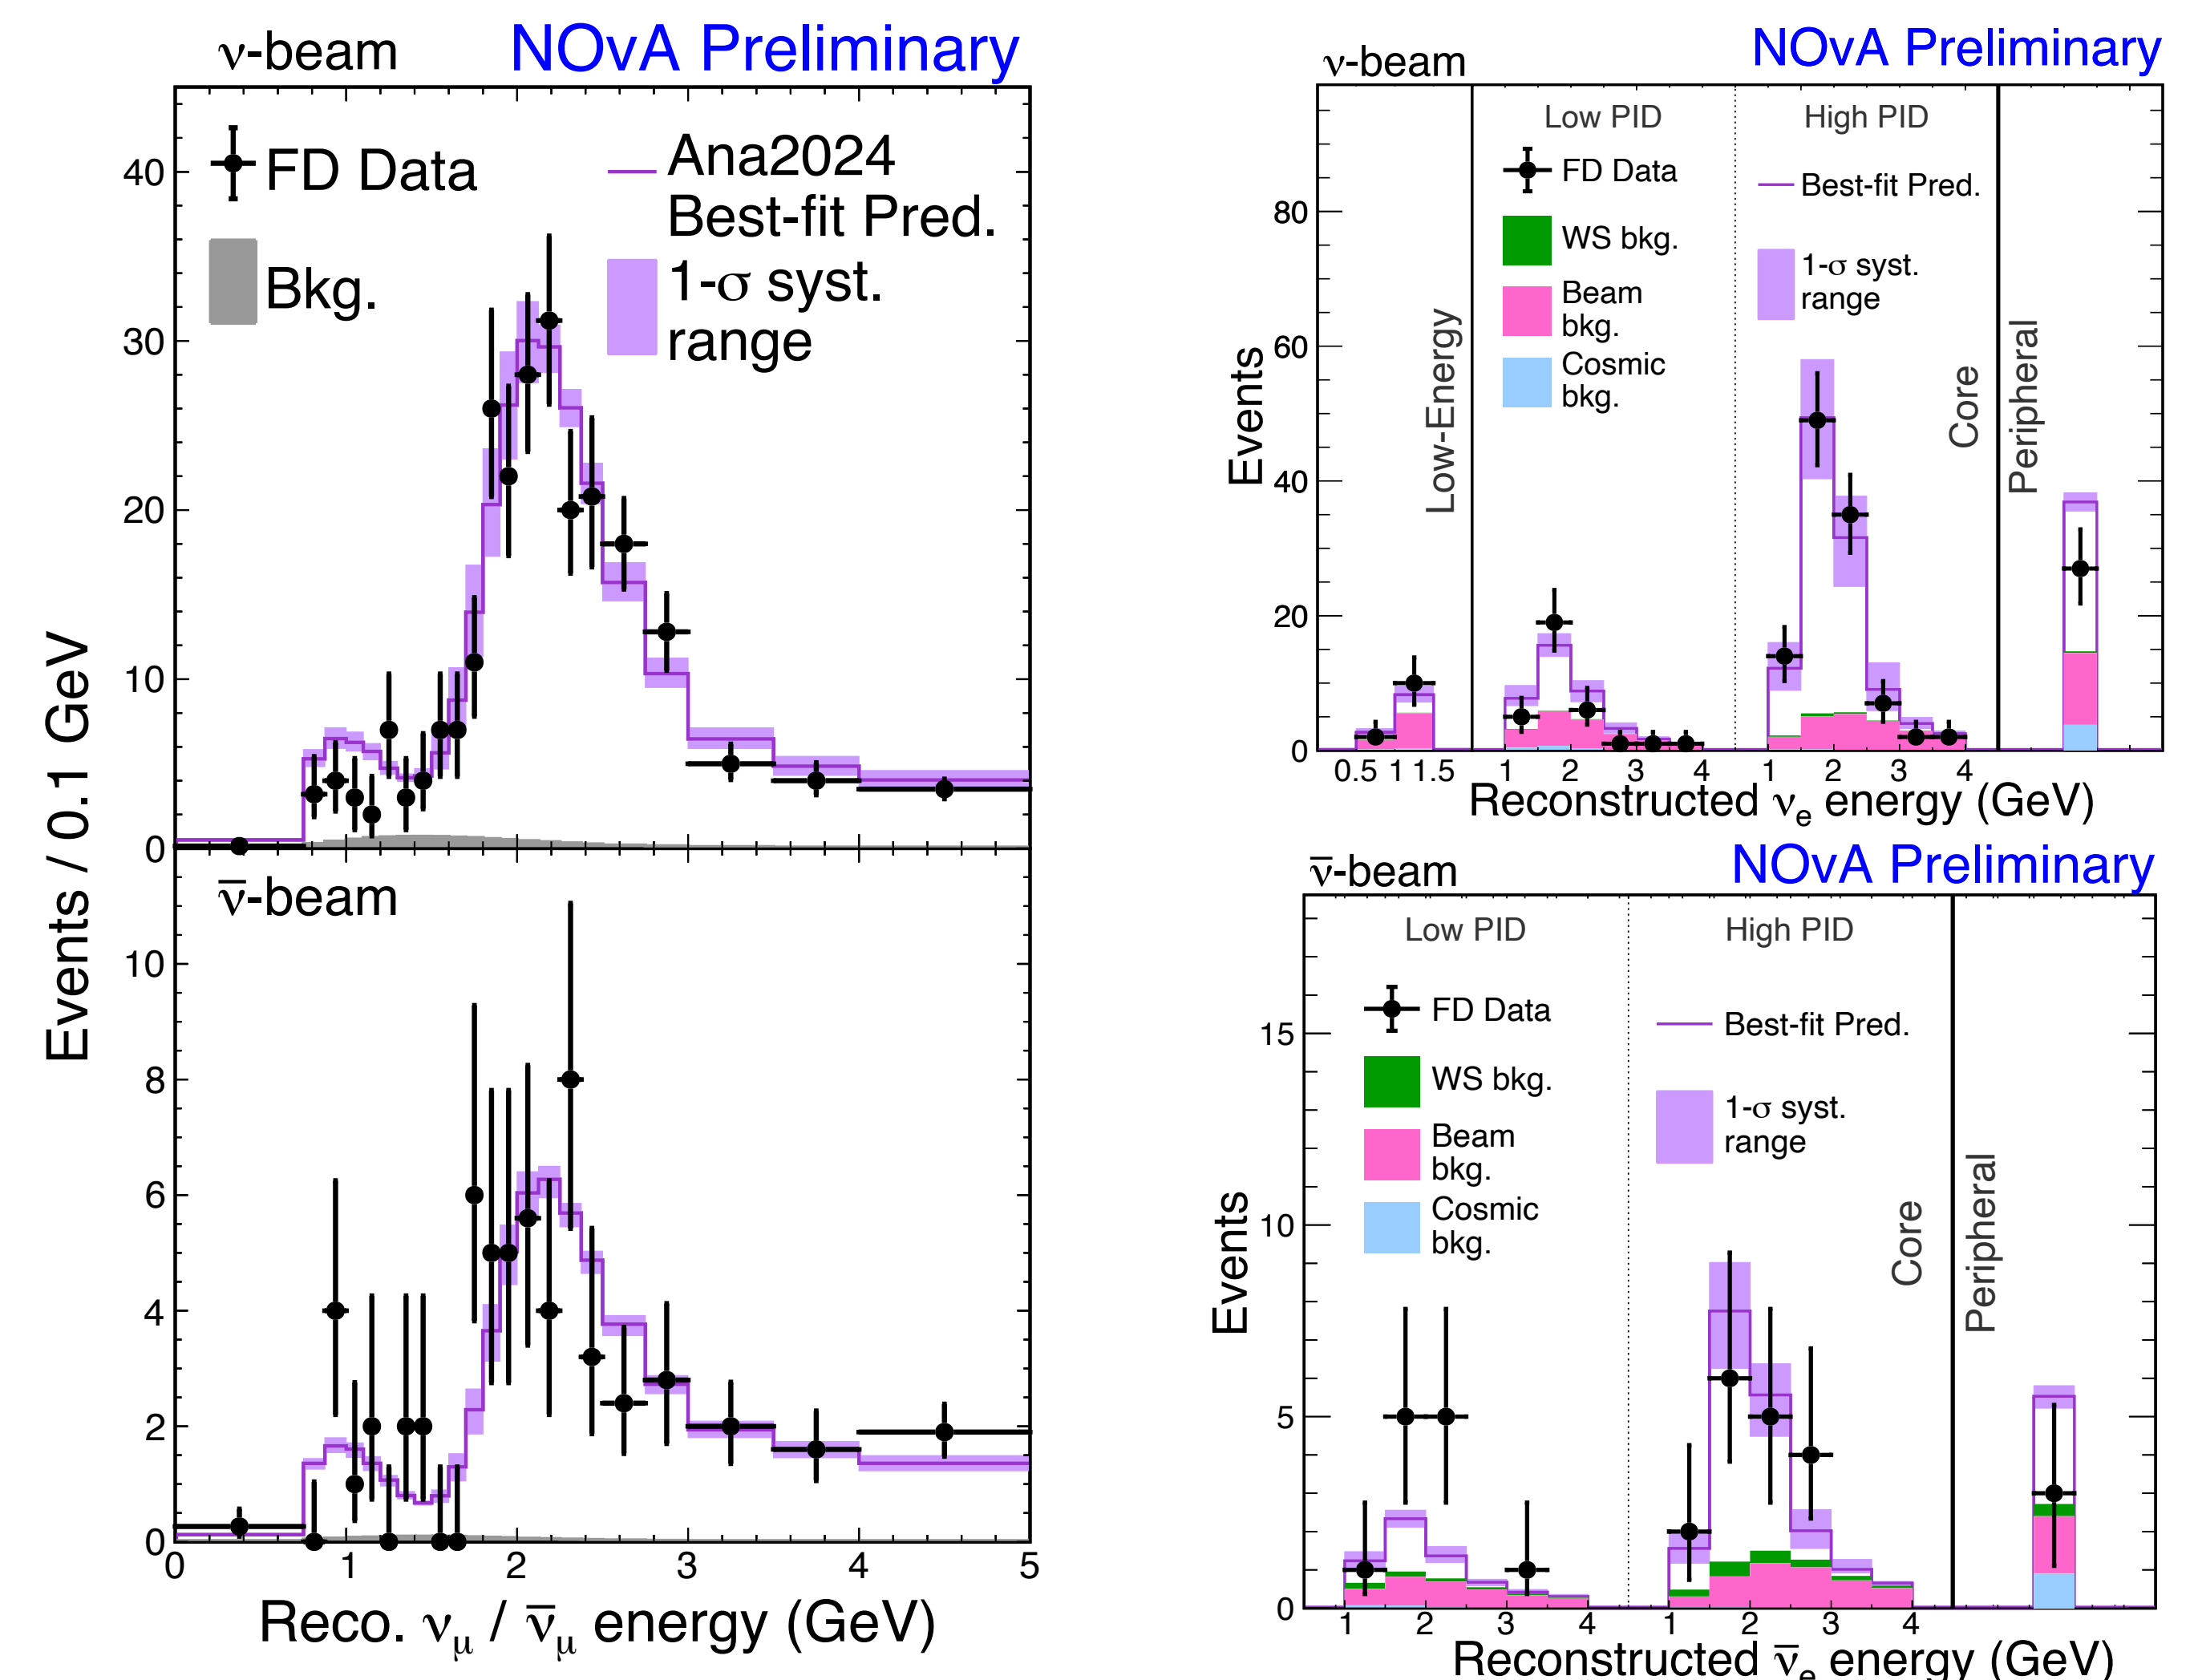 ν-beam
NOvA Preliminary
FD Data
Bkg.
Ana2024
Best-fit Pred.
1-σ syst.
range
Events / 0.1 GeV
40
30
20
10
0
ν̅-beam
10
8
6
4
2
0
0 1 2 3 4 5
Reco. νμ / ν̅μ energy (GeV)
ν-beam
NOvA Preliminary
Low PID
High PID
FD Data
WS bkg.
Beam
bkg.
Cosmic
bkg.
Best-fit Pred.
1-σ syst.
range
Low-Energy
Core
Peripheral
Events
80
60
40
20
0
0.5 1 1.5 1 2 3 4 1 2 3 4
Reconstructed νe energy (GeV)
ν̅-beam
NOvA Preliminary
Low PID
High PID
FD Data
WS bkg.
Beam
bkg.
Cosmic
bkg.
Best-fit Pred.
1-σ syst.
range
Core
Peripheral
Events
15
10
5
0
1 2 3 4 1 2 3 4
Reconstructed ν̅e energy (GeV)